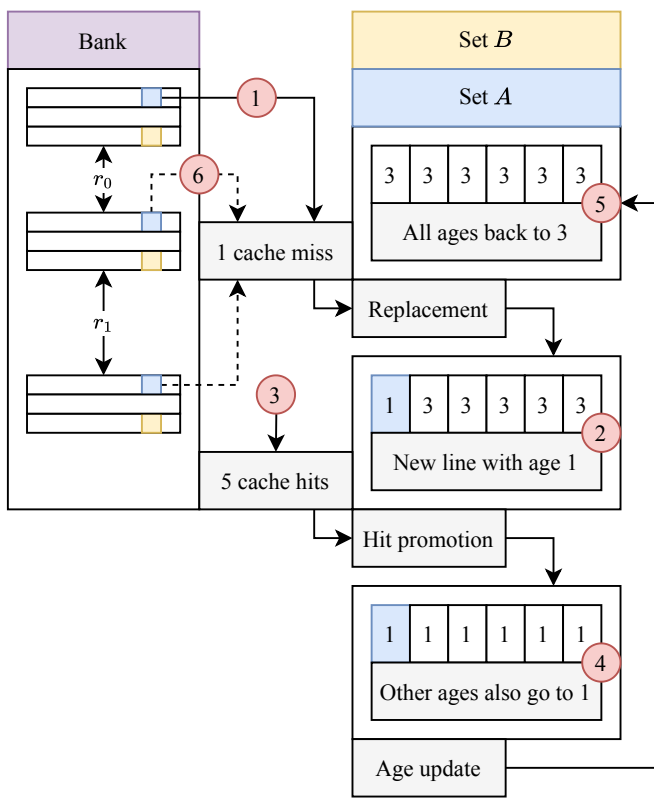 Bank
Set B
Set A
1
3 3 3 3 3 3
6
r0
5
All ages back to 3
1 cache miss
Replacement
r1
3
1 3 3 3 3 3
2
New line with age 1
5 cache hits
Hit promotion
1 1 1 1 1 1
4
Other ages also go to 1
Age update